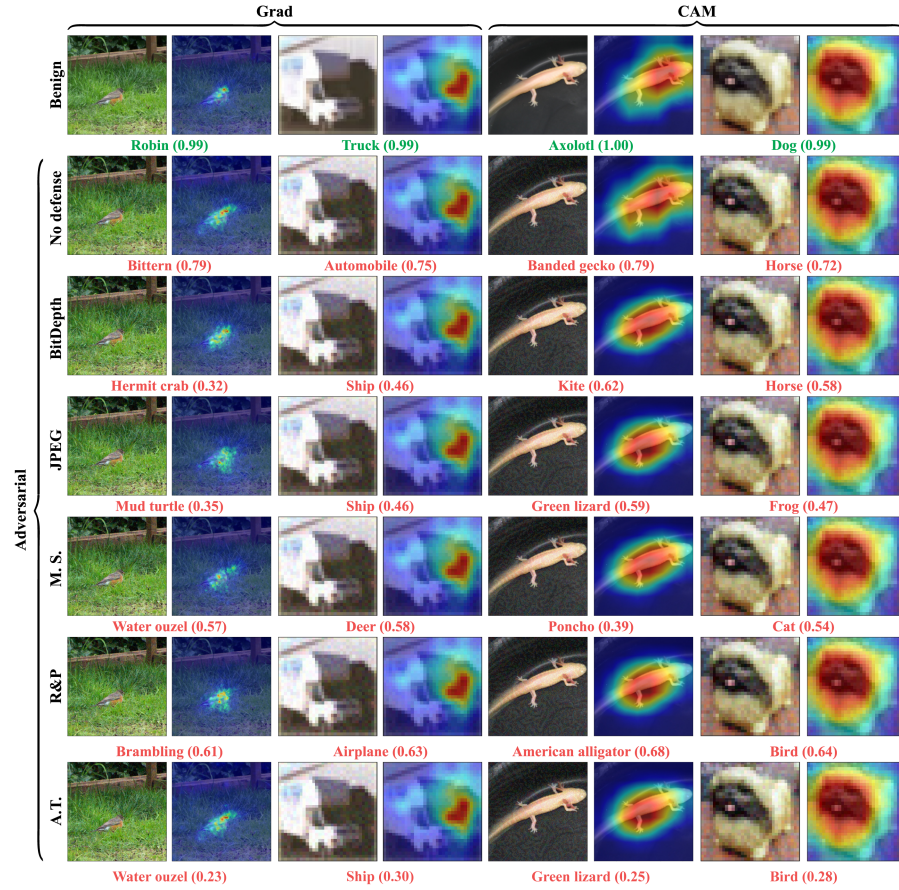 Grad CAM
Benign
Robin (0.99) Truck (0.99) Axolotl (1.00) Dog (0.99)
Adversarial
No defense
Bittern (0.79) Automobile (0.75) Banded gecko (0.79) Horse (0.72)
BitDepth
Hermit crab (0.32) Ship (0.46) Kite (0.62) Horse (0.58)
JPEG
Mud turtle (0.35) Ship (0.46) Green lizard (0.59) Frog (0.47)
M. S.
Water ouzel (0.57) Deer (0.58) Poncho (0.39) Cat (0.54)
R&P
Brambling (0.61) Airplane (0.63) American alligator (0.68) Bird (0.64)
A.T.
Water ouzel (0.23) Ship (0.30) Green lizard (0.25) Bird (0.28)